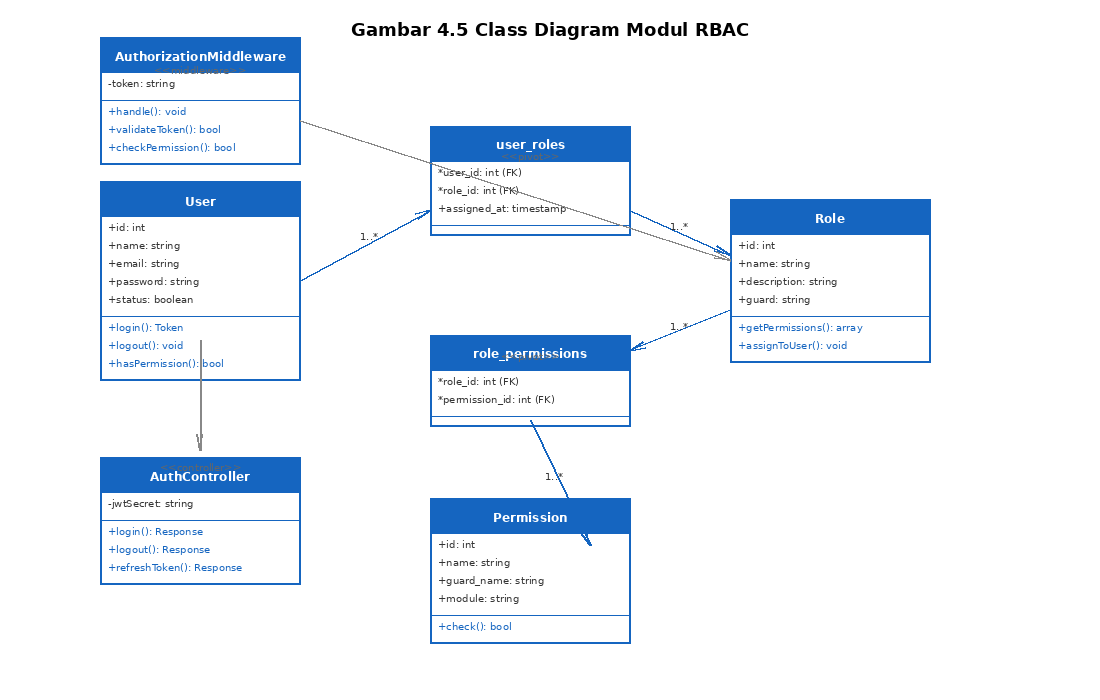 Gambar 4.5 Class Diagram Modul RBAC
AuthorizationMiddleware
<<middleware>>
-token: string
+handle(): void
+validateToken(): bool
+checkPermission(): bool
User
+id: int
+name: string
+email: string
+password: string
+status: boolean
+login(): Token
+logout(): void
+hasPermission(): bool
<<controller>>
AuthController
-jwtSecret: string
+login(): Response
+logout(): Response
+refreshToken(): Response
1..*
user_roles
<<pivot>>
*user_id: int (FK)
*role_id: int (FK)
+assigned_at: timestamp
1..*
Role
+id: int
+name: string
+description: string
+guard: string
+getPermissions(): array
+assignToUser(): void
1..*
role_permissions
*role_id: int (FK)
*permission_id: int (FK)
1..*
Permission
+id: int
+name: string
+guard_name: string
+module: string
+check(): bool